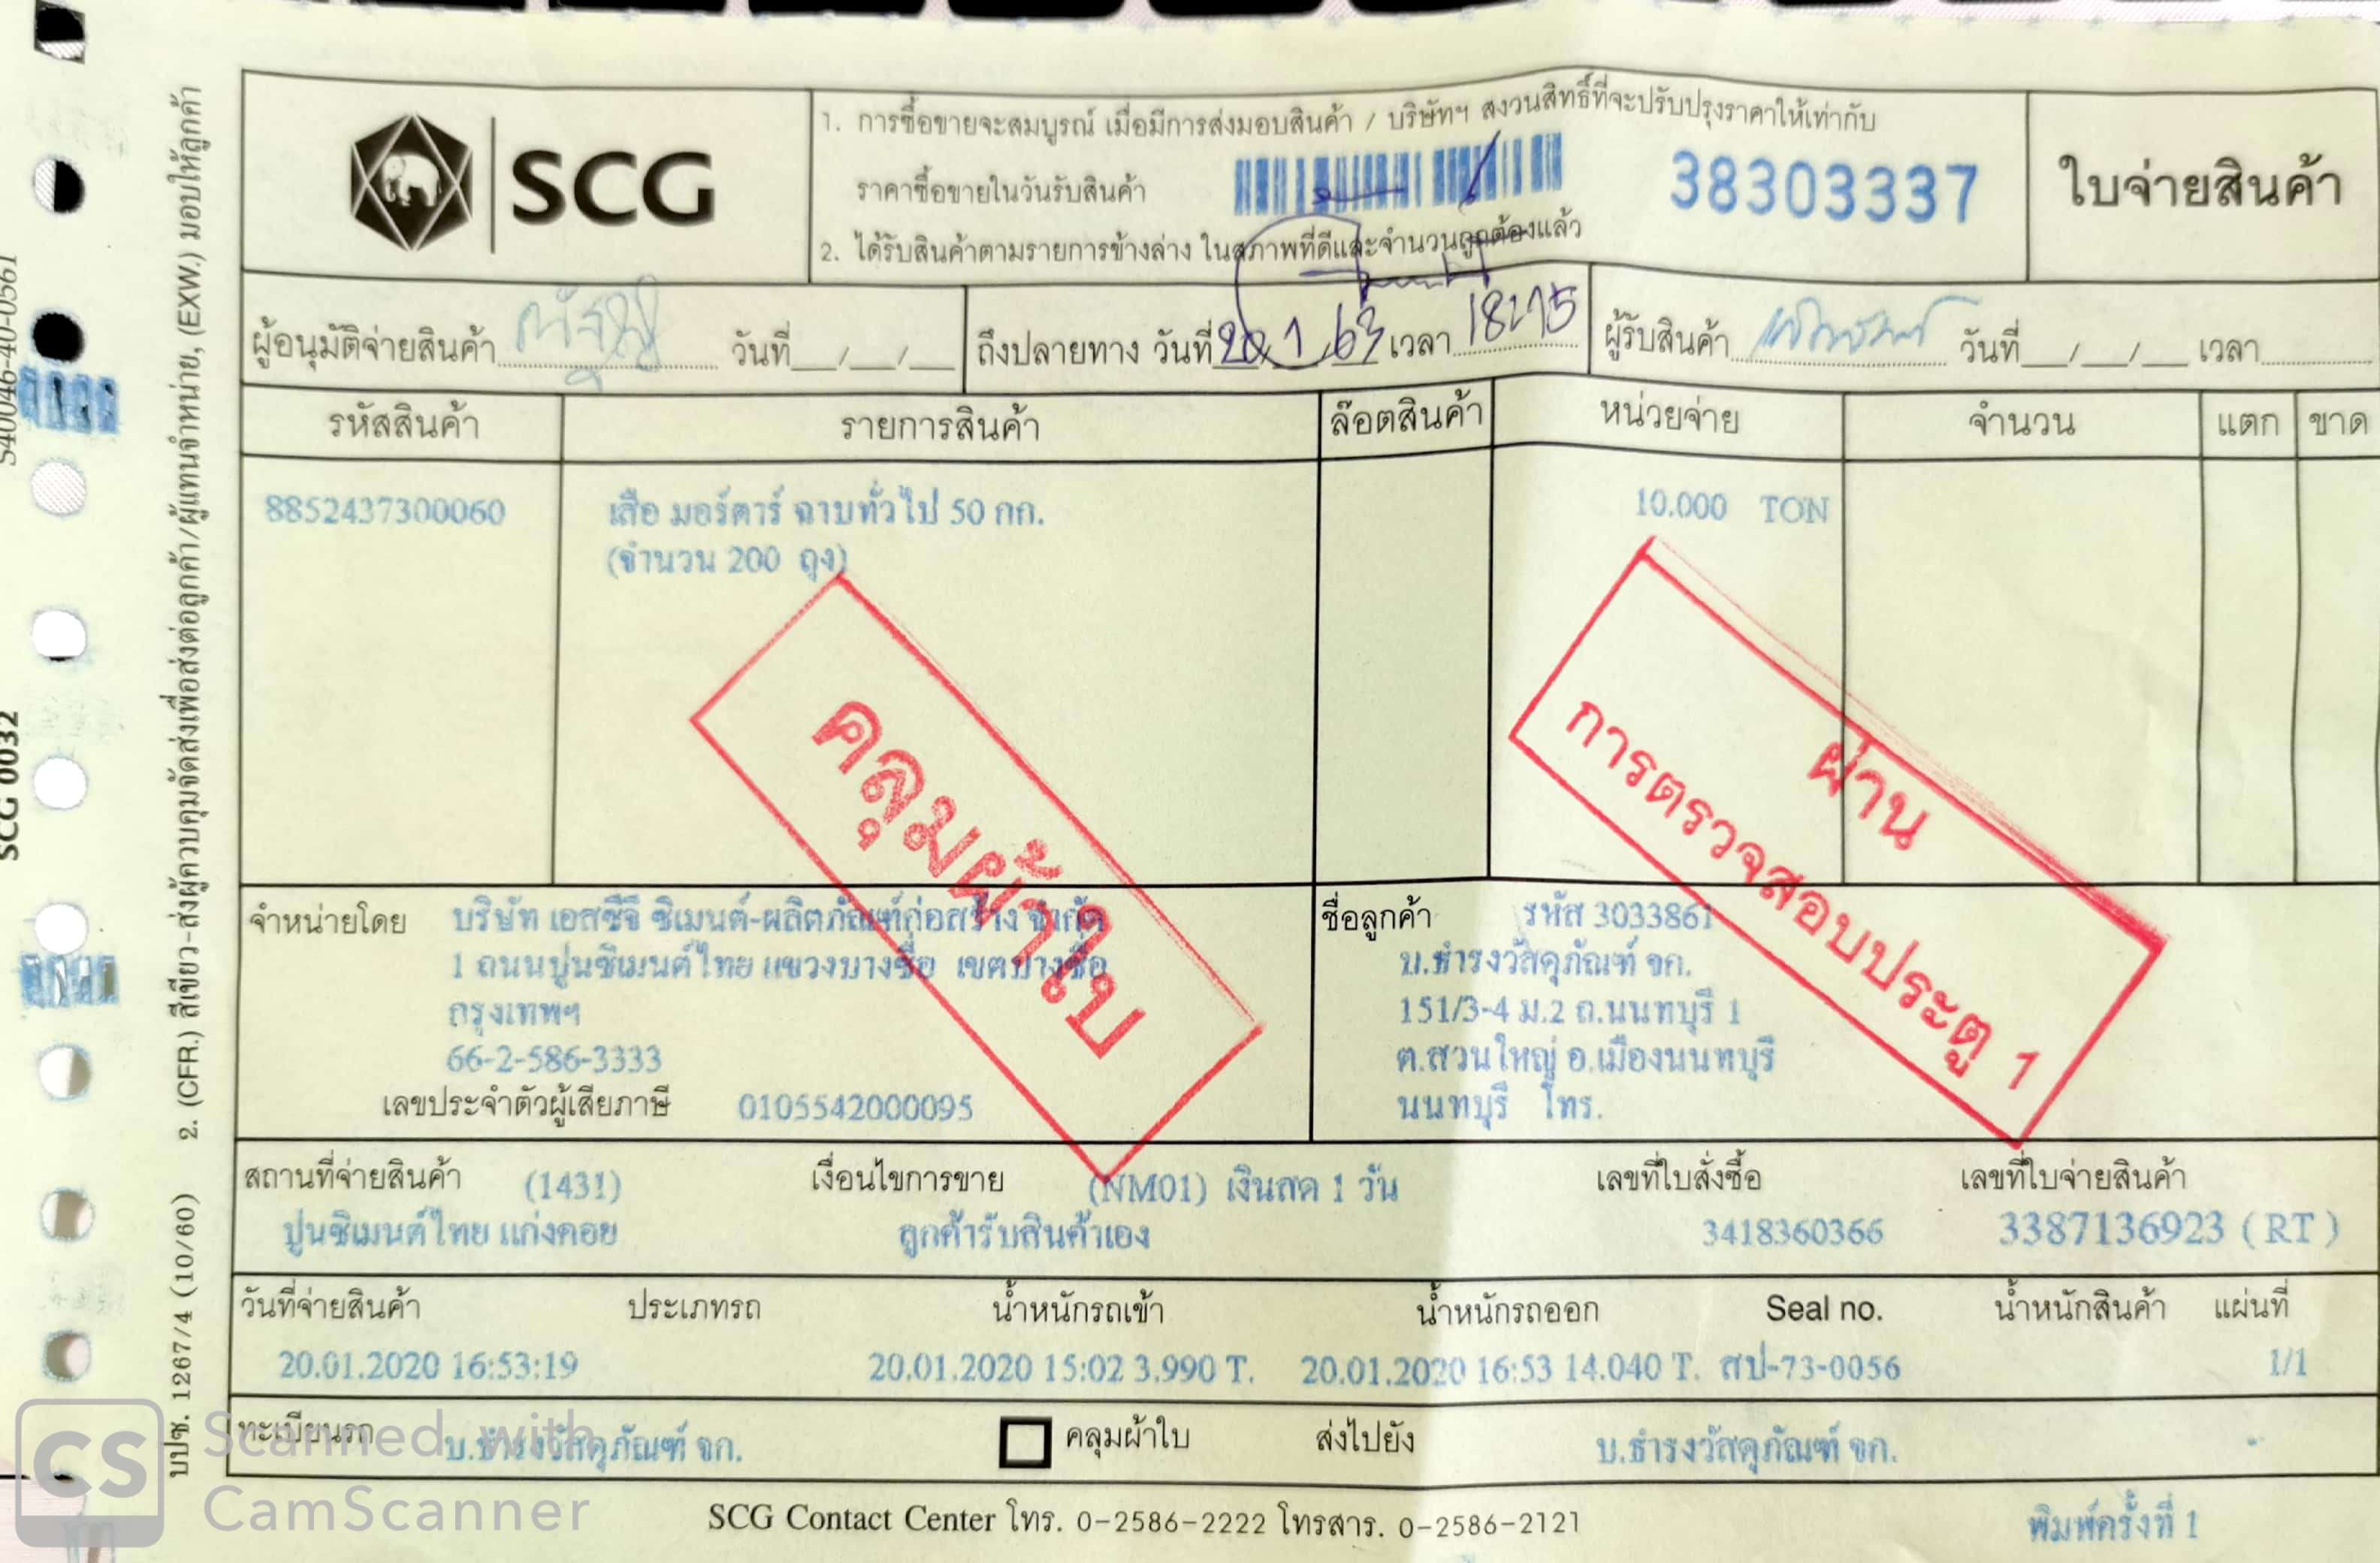 SCG
1. การซื้อขายจะสมบูรณ์ เมื่อมีการส่งมอบสินค้า / บริษัทฯ สงวนสิทธิ์ที่จะปรับปรุงราคาให้เท่ากับ
ราคาซื้อขายในวันรับสินค้า
38303337
2. ได้รับสินค้าตามรายการข้างล่าง ในสภาพที่ดีและจำนวนถูกต้องแล้ว
ใบจ่ายสินค้า
ผู้อนุมัติจ่ายสินค้า วันที่ __/__/__
ถึงปลายทาง วันที่ 20/1/63 เวลา
ผู้รับสินค้า วันที่ __/__/__ เวลา
รหัสสินค้า รายการสินค้า ล๊อตสินค้า หน่วยจ่าย จำนวน แตก ขาด
8852437300060 เสือ มอร์ตาร์ ฉาบทั่วไป 50 กก. 10.000 TON
(จำนวน 200 ถุง)
คลุมผ้าใบ
ผ่าน
การตรวจสอบประตู 1
จำหน่ายโดย บริษัท เอสซีจี ซิเมนต์-ผลิตภัณฑ์ก่อสร้าง จำกัด
1 ถนนปูนซิเมนต์ไทย แขวงบางซื่อ เขตบางซื่อ
กรุงเทพฯ
66-2-586-3333
เลขประจำตัวผู้เสียภาษี 0105542000095
ชื่อลูกค้า รหัส 3033861
บ.ธำรงวัสดุภัณฑ์ จก.
151/3-4 ม.2 ถ.นนทบุรี 1
ต.สวนใหญ่ อ.เมืองนนทบุรี
นนทบุรี โทร.
สถานที่จ่ายสินค้า (1431) เงื่อนไขการขาย (NM01) เงินสด 1 วัน เลขที่ใบสั่งซื้อ เลขที่ใบจ่ายสินค้า
ปูนซิเมนต์ไทย แก่งคอย ลูกค้ารับสินค้าเอง 3418360366 3387136923 (RT)
วันที่จ่ายสินค้า ประเภทรถ น้ำหนักรถเข้า น้ำหนักรถออก Seal no. น้ำหนักสินค้า แผ่นที่
20.01.2020 16:53:19 20.01.2020 15:02 3.990 T. 20.01.2020 16:53 14.040 T. สป-73-0056 1/1
ทะเบียนรถ บ.ธำรงวัสดุภัณฑ์ จก. คลุมผ้าใบ ส่งไปยัง บ.ธำรงวัสดุภัณฑ์ จก. -
SCG Contact Center โทร. 0-2586-2222 โทรสาร. 0-2586-2121
พิมพ์ครั้งที่ 1
บปซ. 1267/4 (10/60) 2. (CFR.) สีเขียว-ส่งผู้ควบคุมจัดส่งเพื่อส่งต่อลูกค้า/ผู้แทนจำหน่าย, (EXW.) มอบให้ลูกค้า
SCG 0032
S40046-40-0561
CS Scanned with
CamScanner